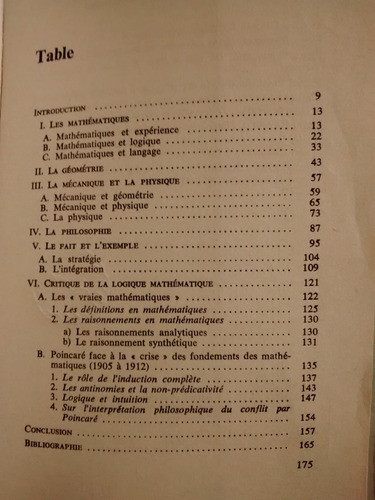 Table
INTRODUCTION 9
I. LES MATHÉMATIQUES 13
A. Mathématiques et expérience 13
B. Mathématiques et logique 22
C. Mathématiques et langage 33
II. LA GÉOMÉTRIE 43
III. LA MÉCANIQUE ET LA PHYSIQUE 57
A. Mécanique et géométrie 59
B. Mécanique et physique 65
C. La physique 73
IV. LA PHILOSOPHIE 87
V. LE FAIT ET L'EXEMPLE 95
A. La stratégie 104
B. L'intégration 109
VI. CRITIQUE DE LA LOGIQUE MATHÉMATIQUE 121
A. Les « vraies mathématiques » 122
1. Les définitions en mathématiques 125
2. Les raisonnements en mathématiques 130
a) Les raisonnements analytiques 130
b) Le raisonnement synthétique 131
B. Poincaré face à la « crise » des fondements des mathé-
matiques (1905 à 1912) 135
1. Le rôle de l'induction complète 137
2. Les antinomies et la non-prédicativité 143
3. Logique et intuition 147
4. Sur l'interprétation philosophique du conflit par
Poincaré 154
CONCLUSION 157
BIBLIOGRAPHIE 165
175